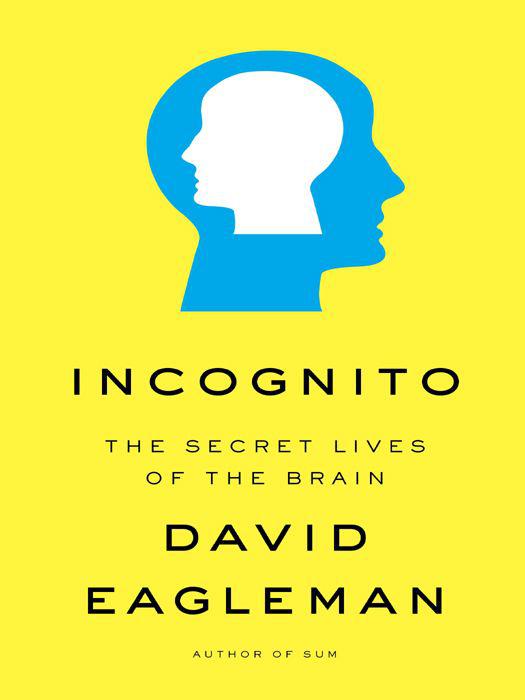 INCOGNITO
THE SECRET LIVES
OF THE BRAIN
DAVID
EAGLEMAN
AUTHOR OF SUM